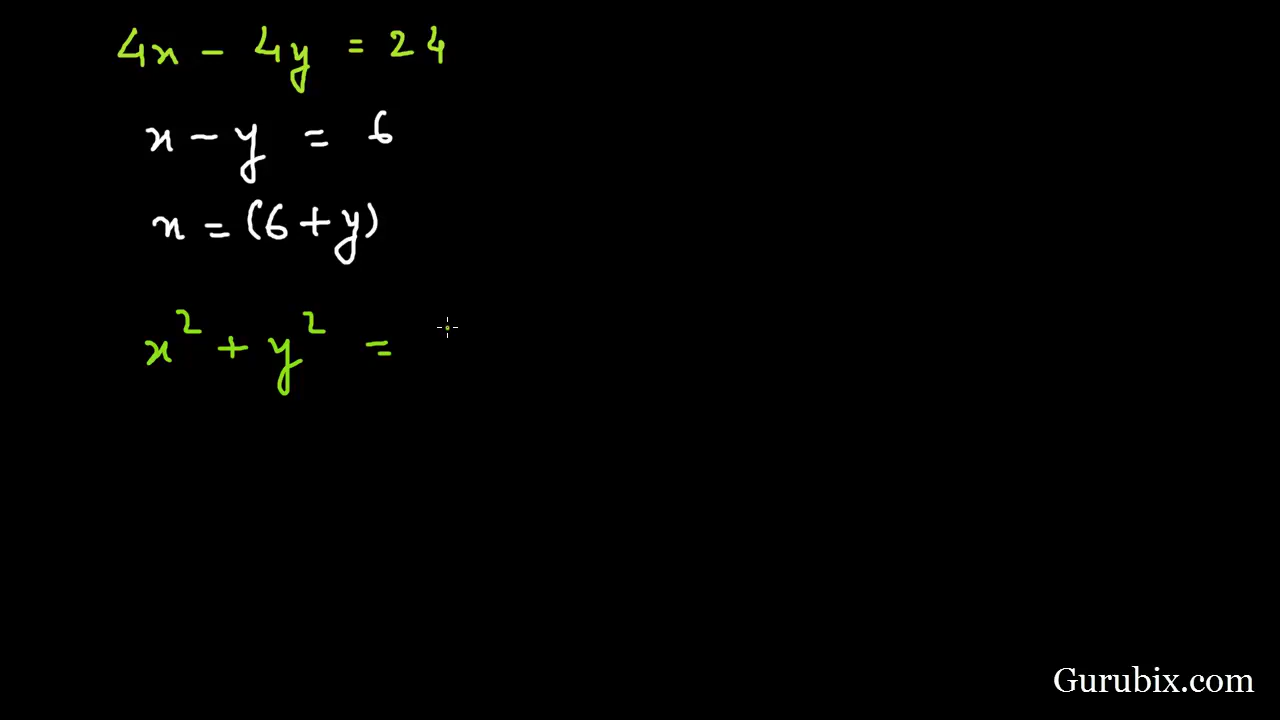 4x - 4y = 24
x - y = 6
x = (6 + y)
x² + y² =
Gurubix.com